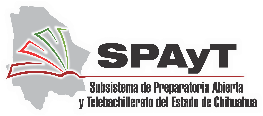 SPAyT
Subsistema de Preparatoria Abierta
y Telebachillerato del Estado de Chihuahua